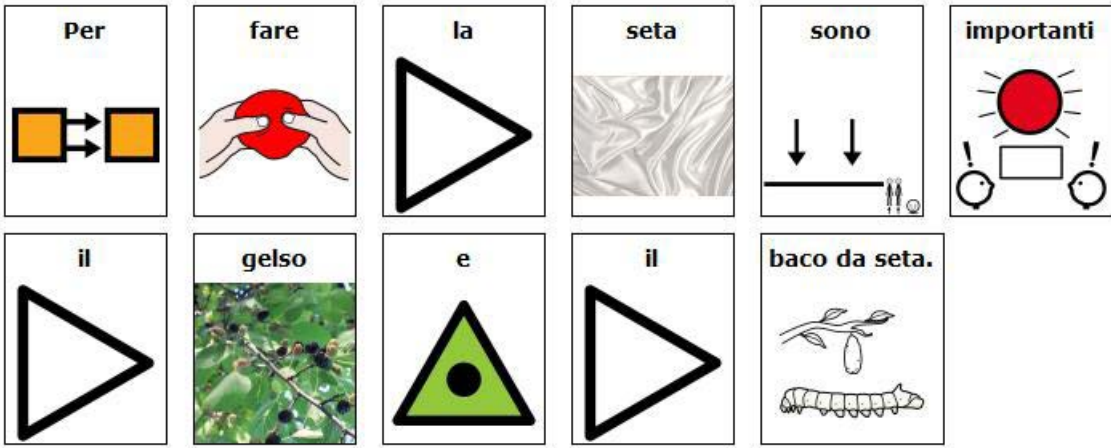 Per fare la seta sono importanti
il gelso e il baco da seta.